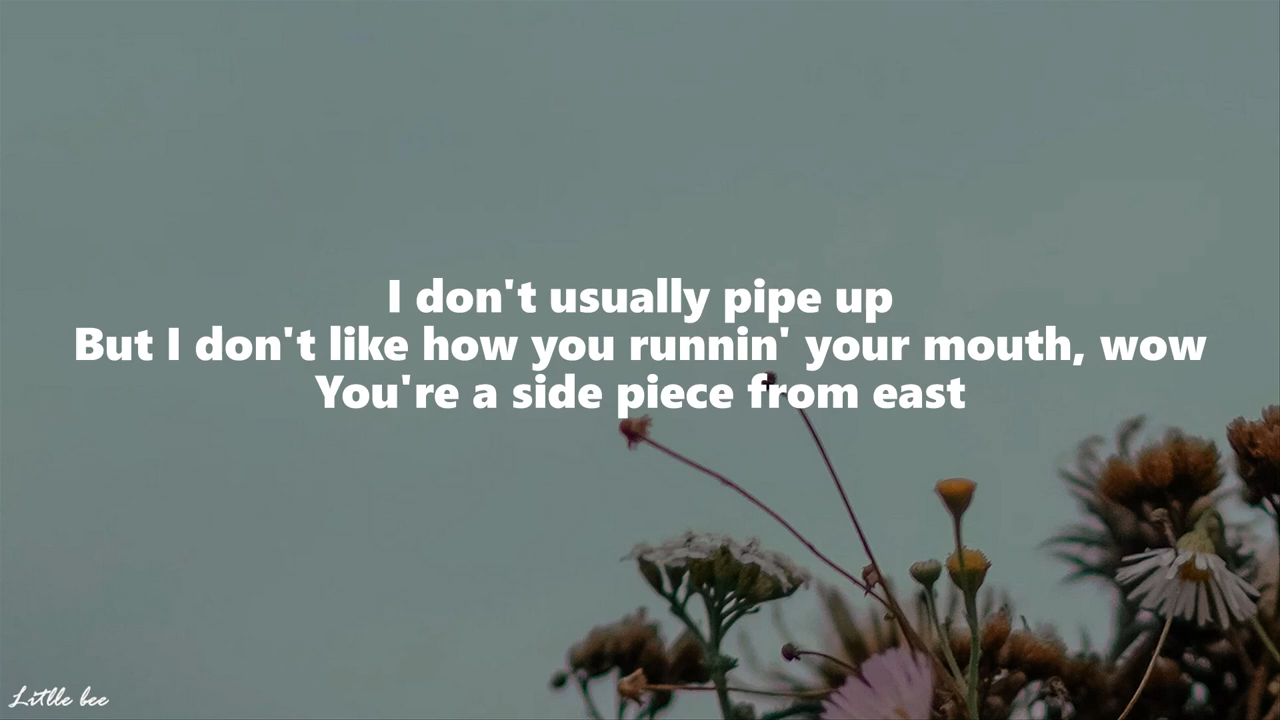 I don't usually pipe up
But I don't like how you runnin' your mouth, wow
You're a side piece from east
Litlle bee